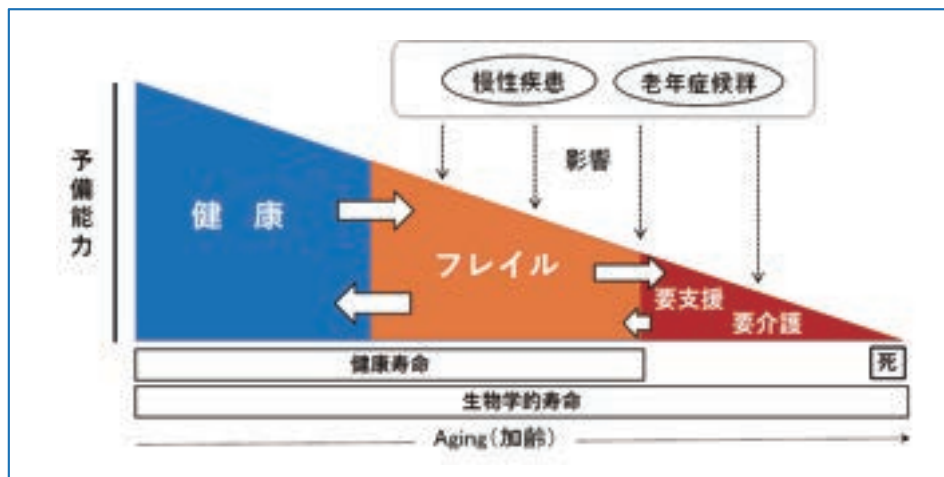 慢性疾患 老年症候群
影響
予備能力
健 康
フレイル
要支援
要介護
健康寿命
死
生物学的寿命
Aging(加齢)